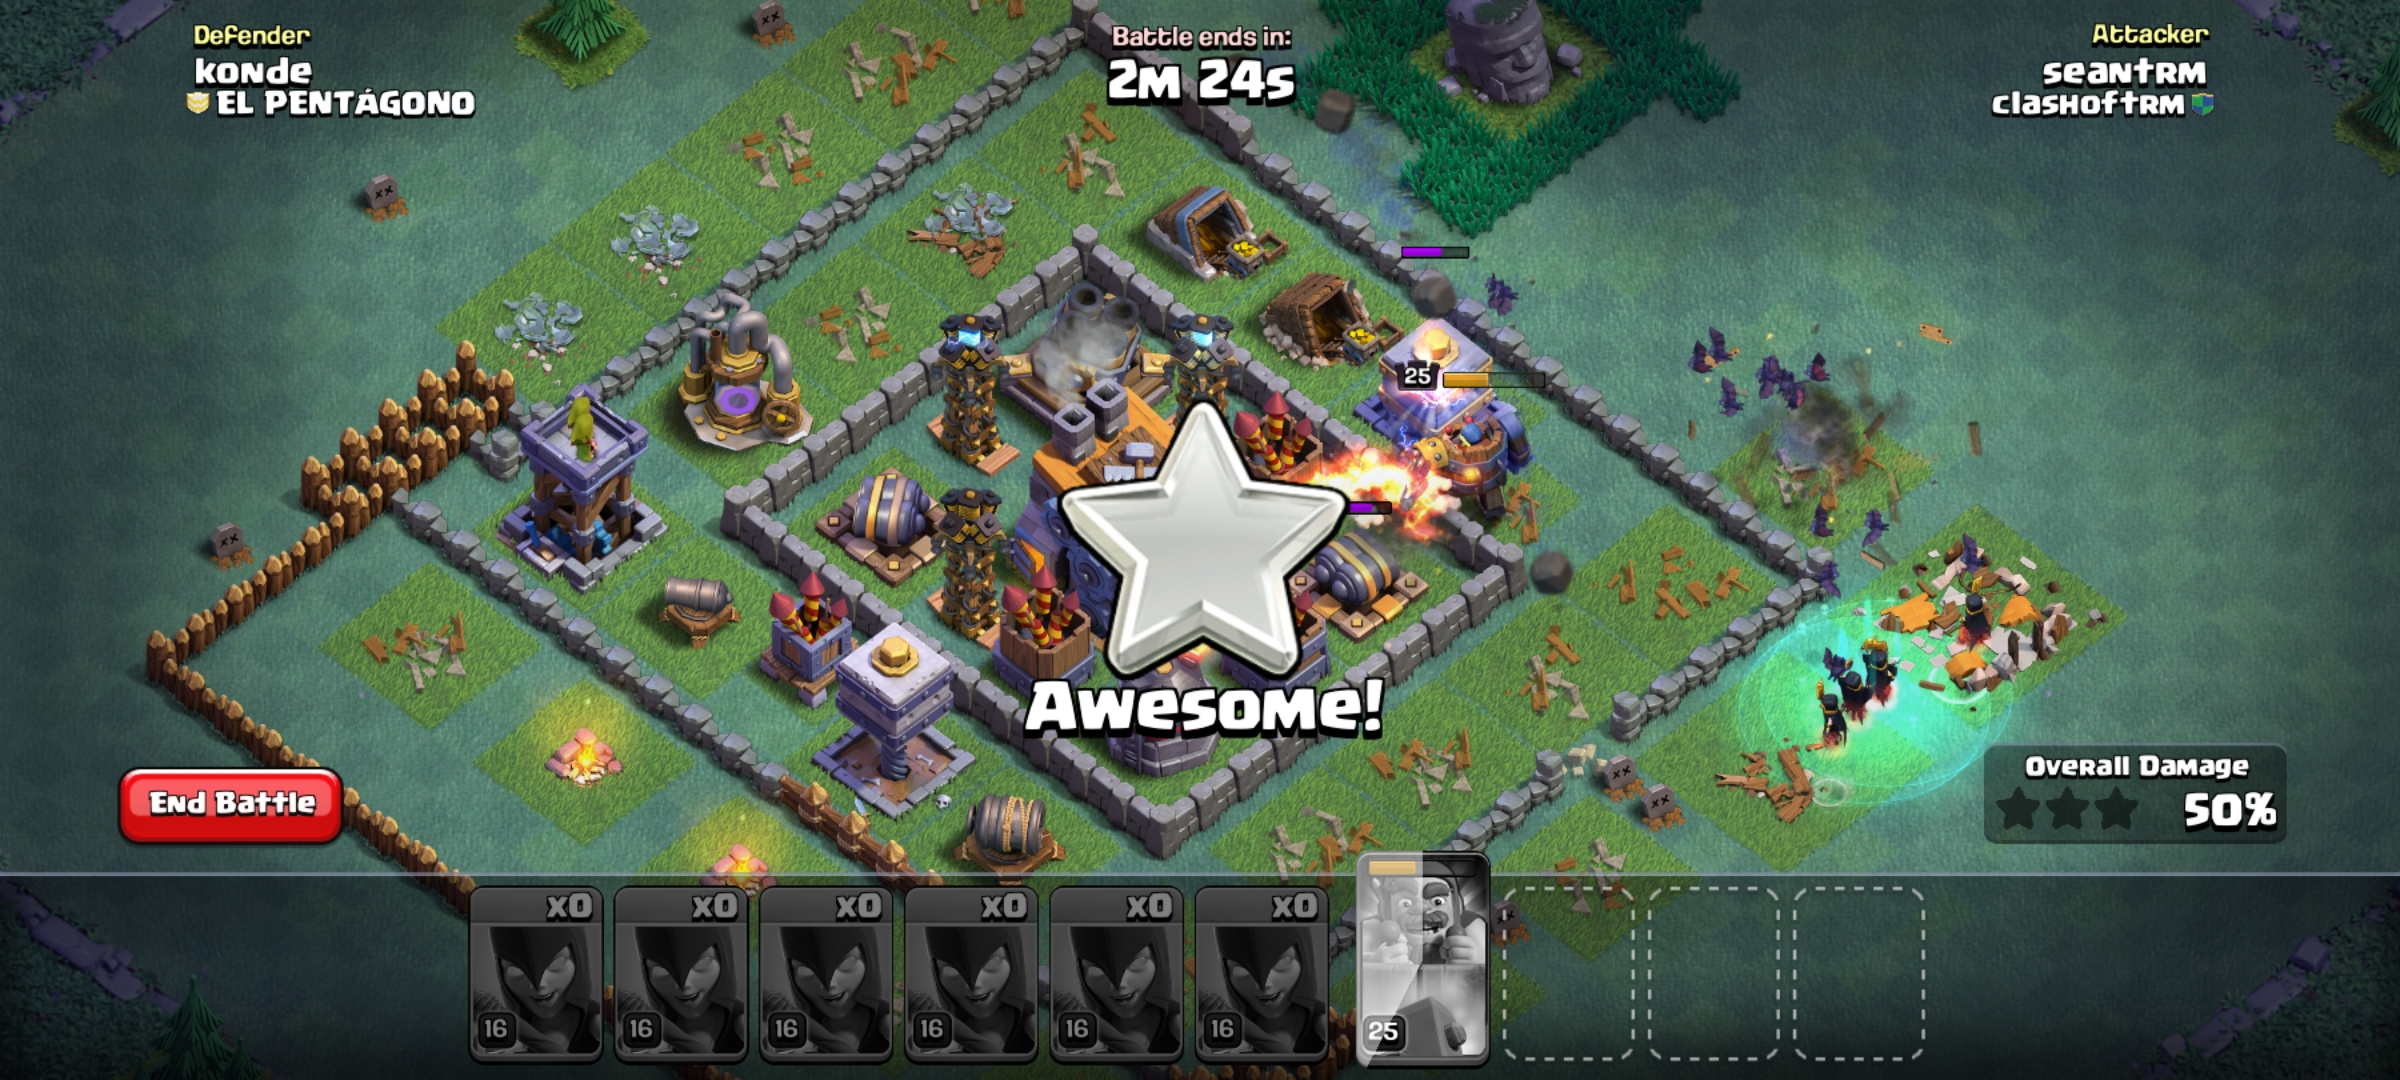 Defender
konde
EL PENTÁGONO
Battle ends in:
2M 24s
Attacker
seantRM
clashoftRM
25
Awesome!
End Battle
Overall Damage
50%
x0
x0
x0
x0
x0
x0
16
16
16
16
16
16
25